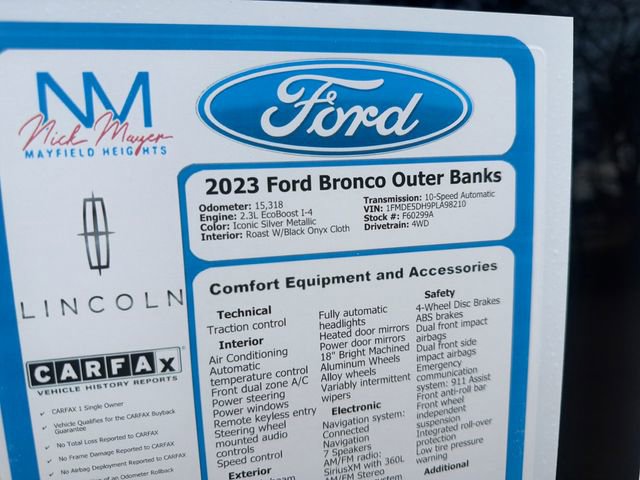 NM
Nick Mayer
MAYFIELD HEIGHTS
LINCOLN
CARFAX
VEHICLE HISTORY REPORTS
✓ CARFAX 1 Single Owner
✓ Vehicle Qualifies for the CARFAX Buyback
Guarantee
✓ No Total Loss Reported to CARFAX
✓ No Frame Damage Reported to CARFAX
✓ No Airbag Deployment Reported to CARFAX
of an Odometer Rollback
Ford
2023 Ford Bronco Outer Banks
Odometer: 15,318
Engine: 2.3L EcoBoost I-4
Color: Iconic Silver Metallic
Interior: Roast W/Black Onyx Cloth
Transmission: 10-Speed Automatic
VIN: 1FMDE5DH9PLA98210
Stock #: F60299A
Drivetrain: 4WD
Comfort Equipment and Accessories
Technical
Traction control
Interior
Air Conditioning
Automatic
temperature control
Front dual zone A/C
Power steering
Power windows
Remote keyless entry
Steering wheel
mounted audio
controls
Speed control
Exterior
Fully automatic
headlights
Heated door mirrors
Power door mirrors
18" Bright Machined
Aluminum Wheels
Alloy wheels
Variably intermittent
wipers
Electronic
Navigation system:
Connected
Navigation
7 Speakers
AM/FM radio:
SiriusXM with 360L
AM/FM Stereo
Safety
4-Wheel Disc Brakes
ABS brakes
Dual front impact
airbags
Dual front side
impact airbags
Emergency
communication
system: 911 Assist
Front anti-roll bar
Front wheel
independent
suspension
Integrated roll-over
protection
Low tire pressure
warning
Additional